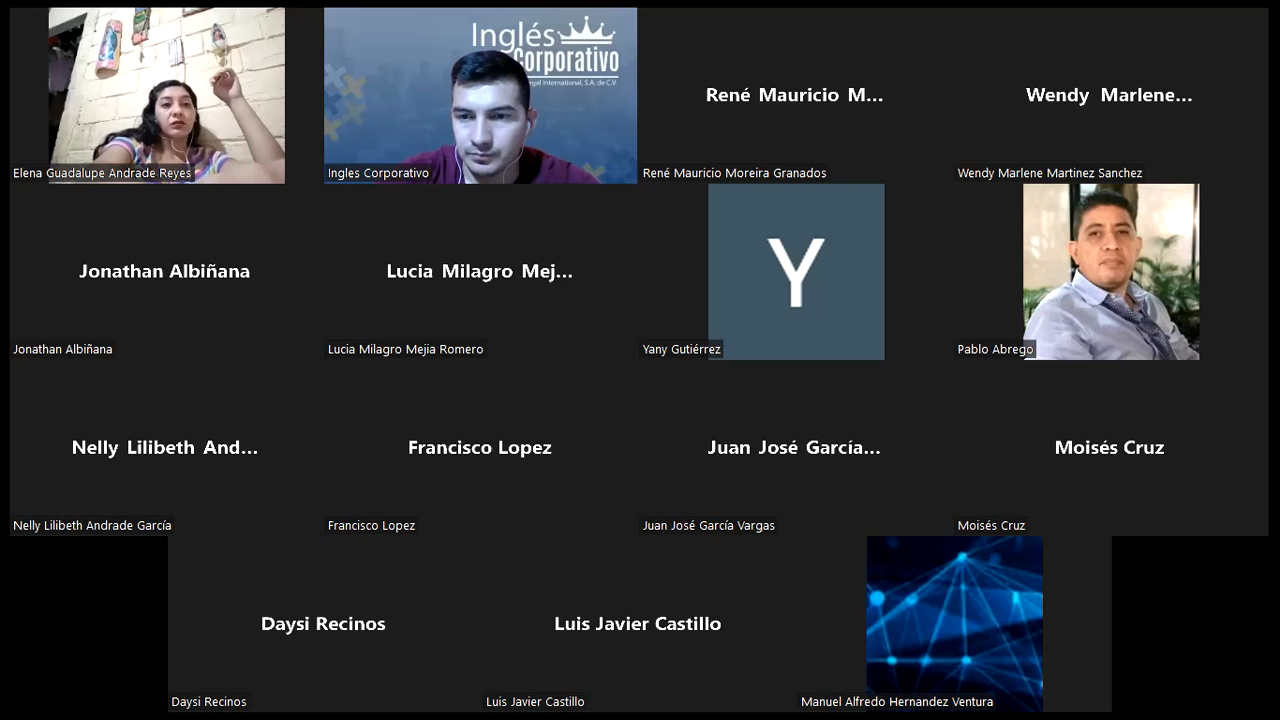 Inglés
Corporativo
egal International, S.A. de C.V.
Elena Guadalupe Andrade Reyes
Ingles Corporativo
René Mauricio M...
René Mauricio Moreira Granados
Wendy Marlene...
Wendy Marlene Martinez Sanchez
Jonathan Albiñana
Jonathan Albiñana
Lucia Milagro Mej...
Lucia Milagro Mejia Romero
Y
Yany Gutiérrez
Pablo Abrego
Nelly Lilibeth And...
Nelly Lilibeth Andrade García
Francisco Lopez
Francisco Lopez
Juan José García...
Juan José García Vargas
Moisés Cruz
Moisés Cruz
Daysi Recinos
Daysi Recinos
Luis Javier Castillo
Luis Javier Castillo
Manuel Alfredo Hernandez Ventura